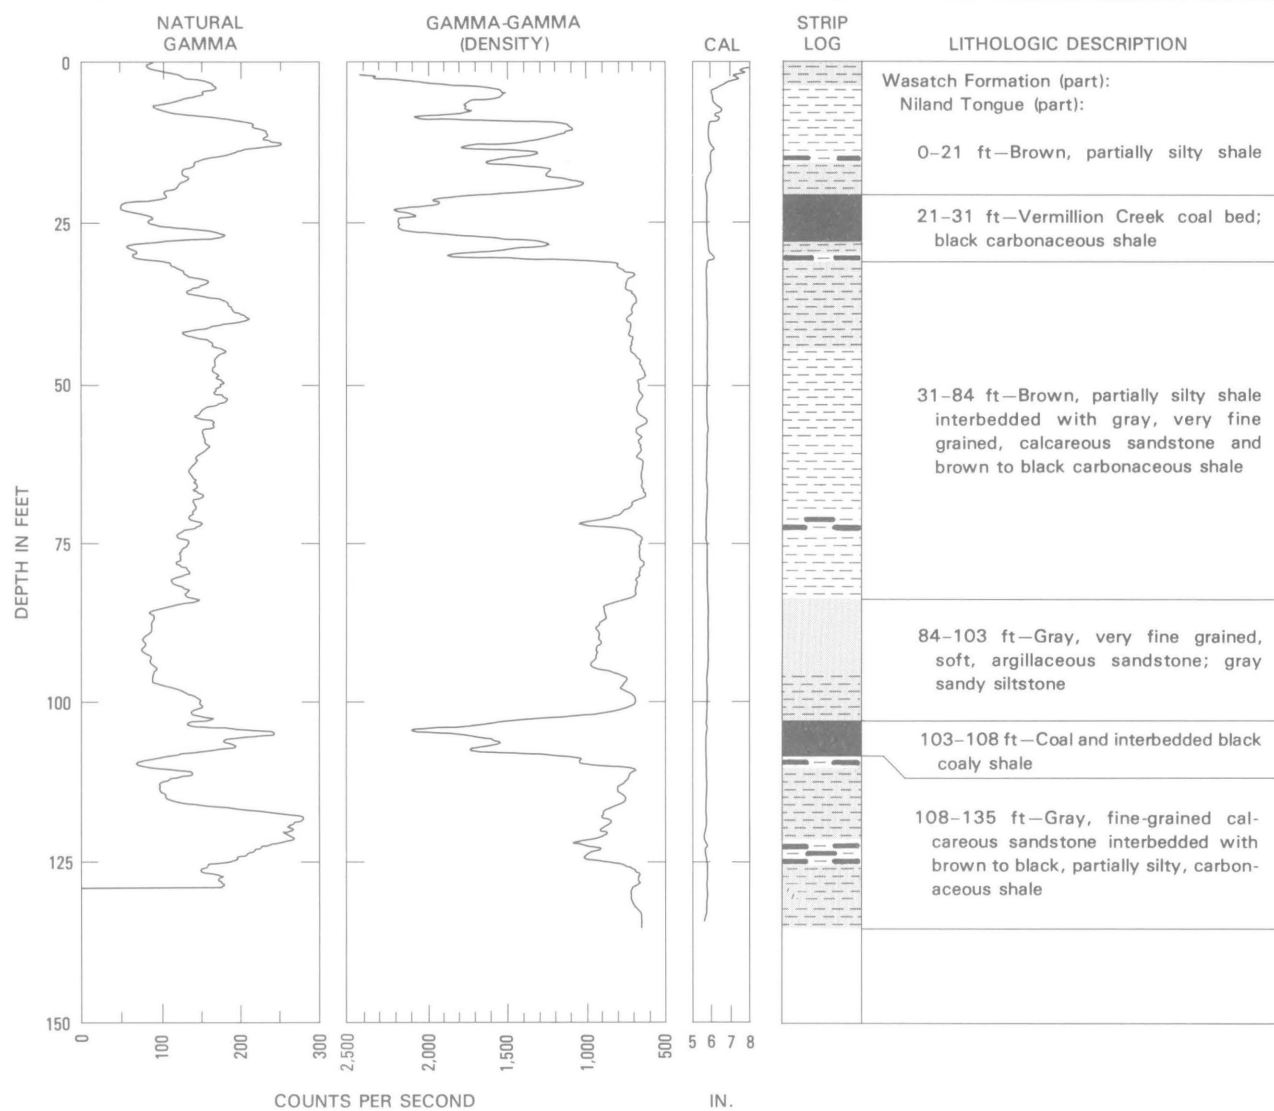 NATURAL
GAMMA
GAMMA-GAMMA
(DENSITY)
CAL
STRIP
LOG
LITHOLOGIC DESCRIPTION
DEPTH IN FEET
0
25
50
75
100
125
150
Wasatch Formation (part):
Niland Tongue (part):
0–21 ft—Brown, partially silty shale
21–31 ft—Vermillion Creek coal bed;
black carbonaceous shale
31–84 ft—Brown, partially silty shale
interbedded with gray, very fine
grained, calcareous sandstone and
brown to black carbonaceous shale
84–103 ft—Gray, very fine grained,
soft, argillaceous sandstone; gray
sandy siltstone
103–108 ft—Coal and interbedded black
coaly shale
108–135 ft—Gray, fine-grained cal-
careous sandstone interbedded with
brown to black, partially silty, carbon-
aceous shale
0 100 200 300
2,500 2,000 1,500 1,000 500
5 6 7 8
COUNTS PER SECOND
IN.